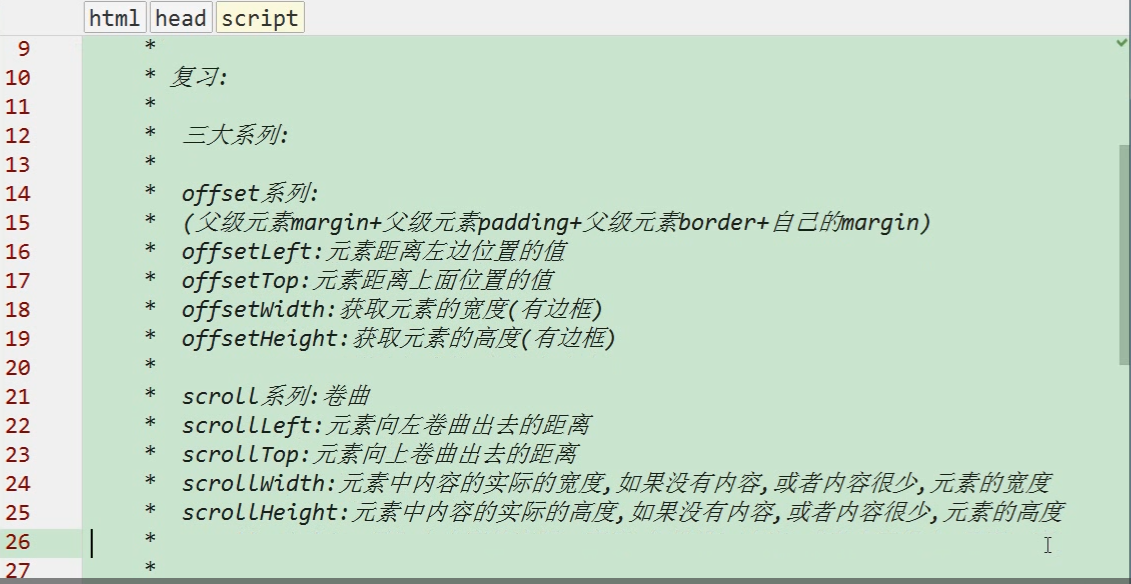 html head script
9 *
10 * 复习:
11 *
12 * 三大系列:
13 *
14 * offset系列:
15 * (父级元素margin+父级元素padding+父级元素border+自己的margin)
16 * offsetLeft:元素距离左边位置的值
17 * offsetTop:元素距离上面位置的值
18 * offsetWidth:获取元素的宽度(有边框)
19 * offsetHeight:获取元素的高度(有边框)
20 *
21 * scroll系列:卷曲
22 * scrollLeft:元素向左卷曲出去的距离
23 * scrollTop:元素向上卷曲出去的距离
24 * scrollWidth:元素中内容的实际的宽度,如果没有内容,或者内容很少,元素的宽度
25 * scrollHeight:元素中内容的实际的高度,如果没有内容,或者内容很少,元素的高度
26 *
27 *